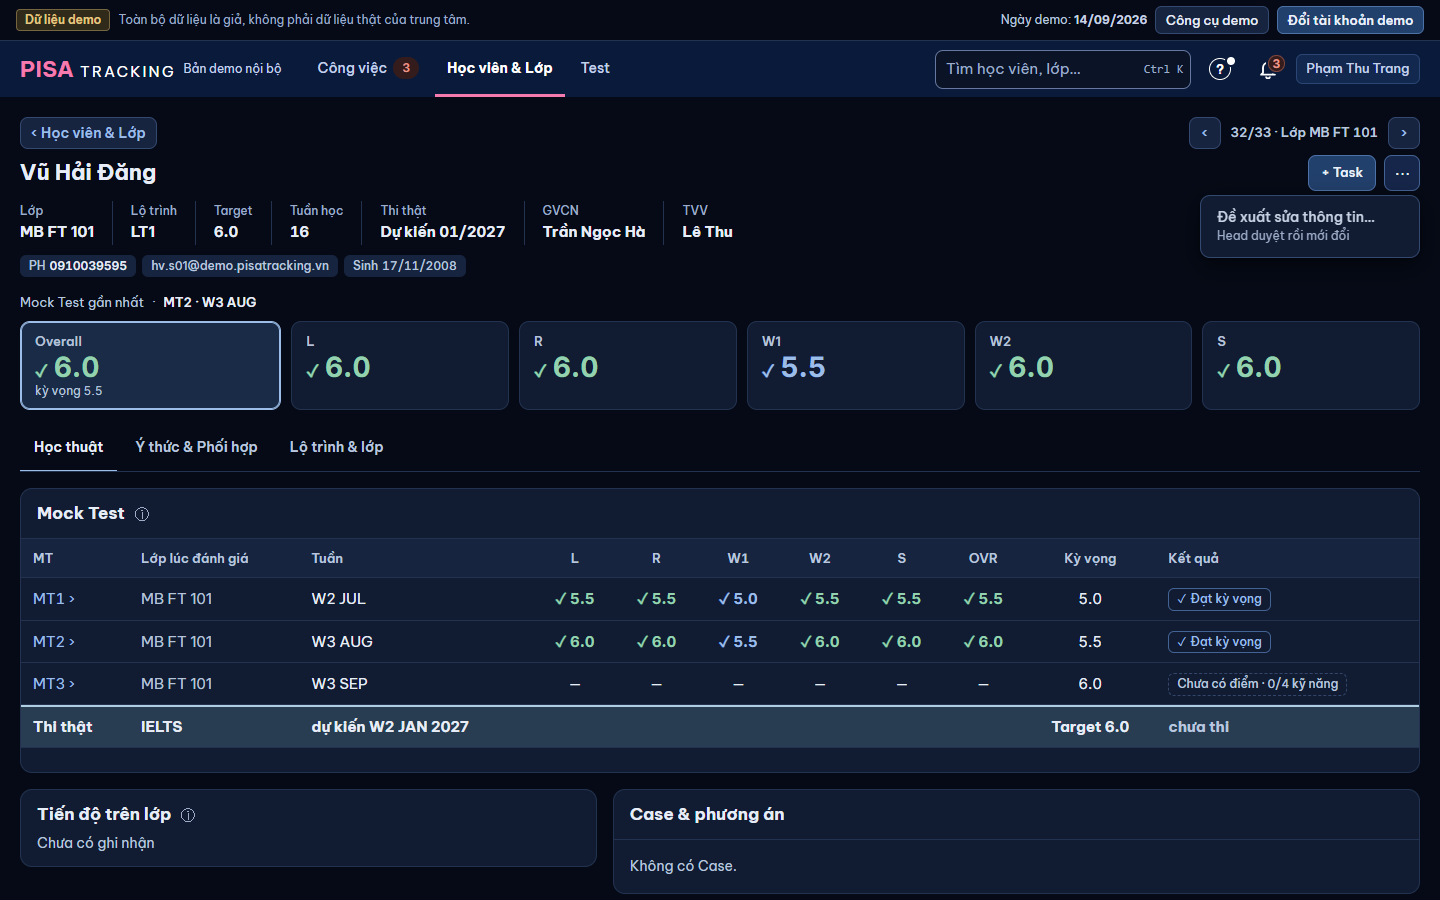 Dữ liệu demo Toàn bộ dữ liệu là giả, không phải dữ liệu thật của trung tâm. Ngày demo: 14/09/2026 Công cụ demo Đổi tài khoản demo
PISA TRACKING Bản demo nội bộ Công việc 3 Học viên & Lớp Test Tìm học viên, lớp... Ctrl K ? 3 Phạm Thu Trang
‹ Học viên & Lớp ‹ 32/33 · Lớp MB FT 101 ›
Vũ Hải Đăng + Task ...
Lớp Lộ trình Target Tuần học Thi thật GVCN TVV
MB FT 101 LT1 6.0 16 Dự kiến 01/2027 Trần Ngọc Hà Lê Thu
Đề xuất sửa thông tin...
Head duyệt rồi mới đổi
PH 0910039595 hv.s01@demo.pisatracking.vn Sinh 17/11/2008
Mock Test gần nhất · MT2 · W3 AUG
Overall L R W1 W2 S
✓ 6.0 ✓ 6.0 ✓ 6.0 ✓ 5.5 ✓ 6.0 ✓ 6.0
kỳ vọng 5.5
Học thuật Ý thức & Phối hợp Lộ trình & lớp
Mock Test ⓘ
MT Lớp lúc đánh giá Tuần L R W1 W2 S OVR Kỳ vọng Kết quả
MT1 › MB FT 101 W2 JUL ✓ 5.5 ✓ 5.5 ✓ 5.0 ✓ 5.5 ✓ 5.5 ✓ 5.5 5.0 ✓ Đạt kỳ vọng
MT2 › MB FT 101 W3 AUG ✓ 6.0 ✓ 6.0 ✓ 5.5 ✓ 6.0 ✓ 6.0 ✓ 6.0 5.5 ✓ Đạt kỳ vọng
MT3 › MB FT 101 W3 SEP — — — — — — 6.0 Chưa có điểm · 0/4 kỹ năng
Thi thật IELTS dự kiến W2 JAN 2027 Target 6.0 chưa thi
Tiến độ trên lớp ⓘ
Chưa có ghi nhận
Case & phương án
Không có Case.